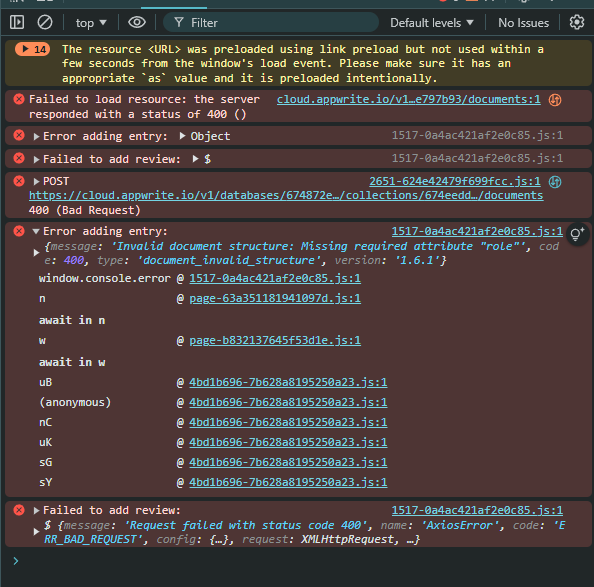 top Filter Default levels No Issues
14 The resource <URL> was preloaded using link preload but not used within a
few seconds from the window's load event. Please make sure it has an
appropriate `as` value and it is preloaded intentionally.
Failed to load resource: the server cloud.appwrite.io/v1…e797b93/documents:1
responded with a status of 400 ()
Error adding entry: Object 1517-0a4ac421af2e0c85.js:1
Failed to add review: $ 1517-0a4ac421af2e0c85.js:1
POST 2651-624e42479f699fcc.js:1
https://cloud.appwrite.io/v1/databases/674872e…/collections/674eedd…/documents
400 (Bad Request)
Error adding entry: 1517-0a4ac421af2e0c85.js:1
{message: 'Invalid document structure: Missing required attribute "role"', cod
e: 400, type: 'document_invalid_structure', version: '1.6.1'}
window.console.error @ 1517-0a4ac421af2e0c85.js:1
n @ page-63a351181941097d.js:1
await in n
w @ page-b832137645f53d1e.js:1
await in w
uB @ 4bd1b696-7b628a8195250a23.js:1
(anonymous) @ 4bd1b696-7b628a8195250a23.js:1
nC @ 4bd1b696-7b628a8195250a23.js:1
uK @ 4bd1b696-7b628a8195250a23.js:1
sG @ 4bd1b696-7b628a8195250a23.js:1
sY @ 4bd1b696-7b628a8195250a23.js:1
Failed to add review: 1517-0a4ac421af2e0c85.js:1
$ {message: 'Request failed with status code 400', name: 'AxiosError', code: 'E
RR_BAD_REQUEST', config: {…}, request: XMLHttpRequest, …}